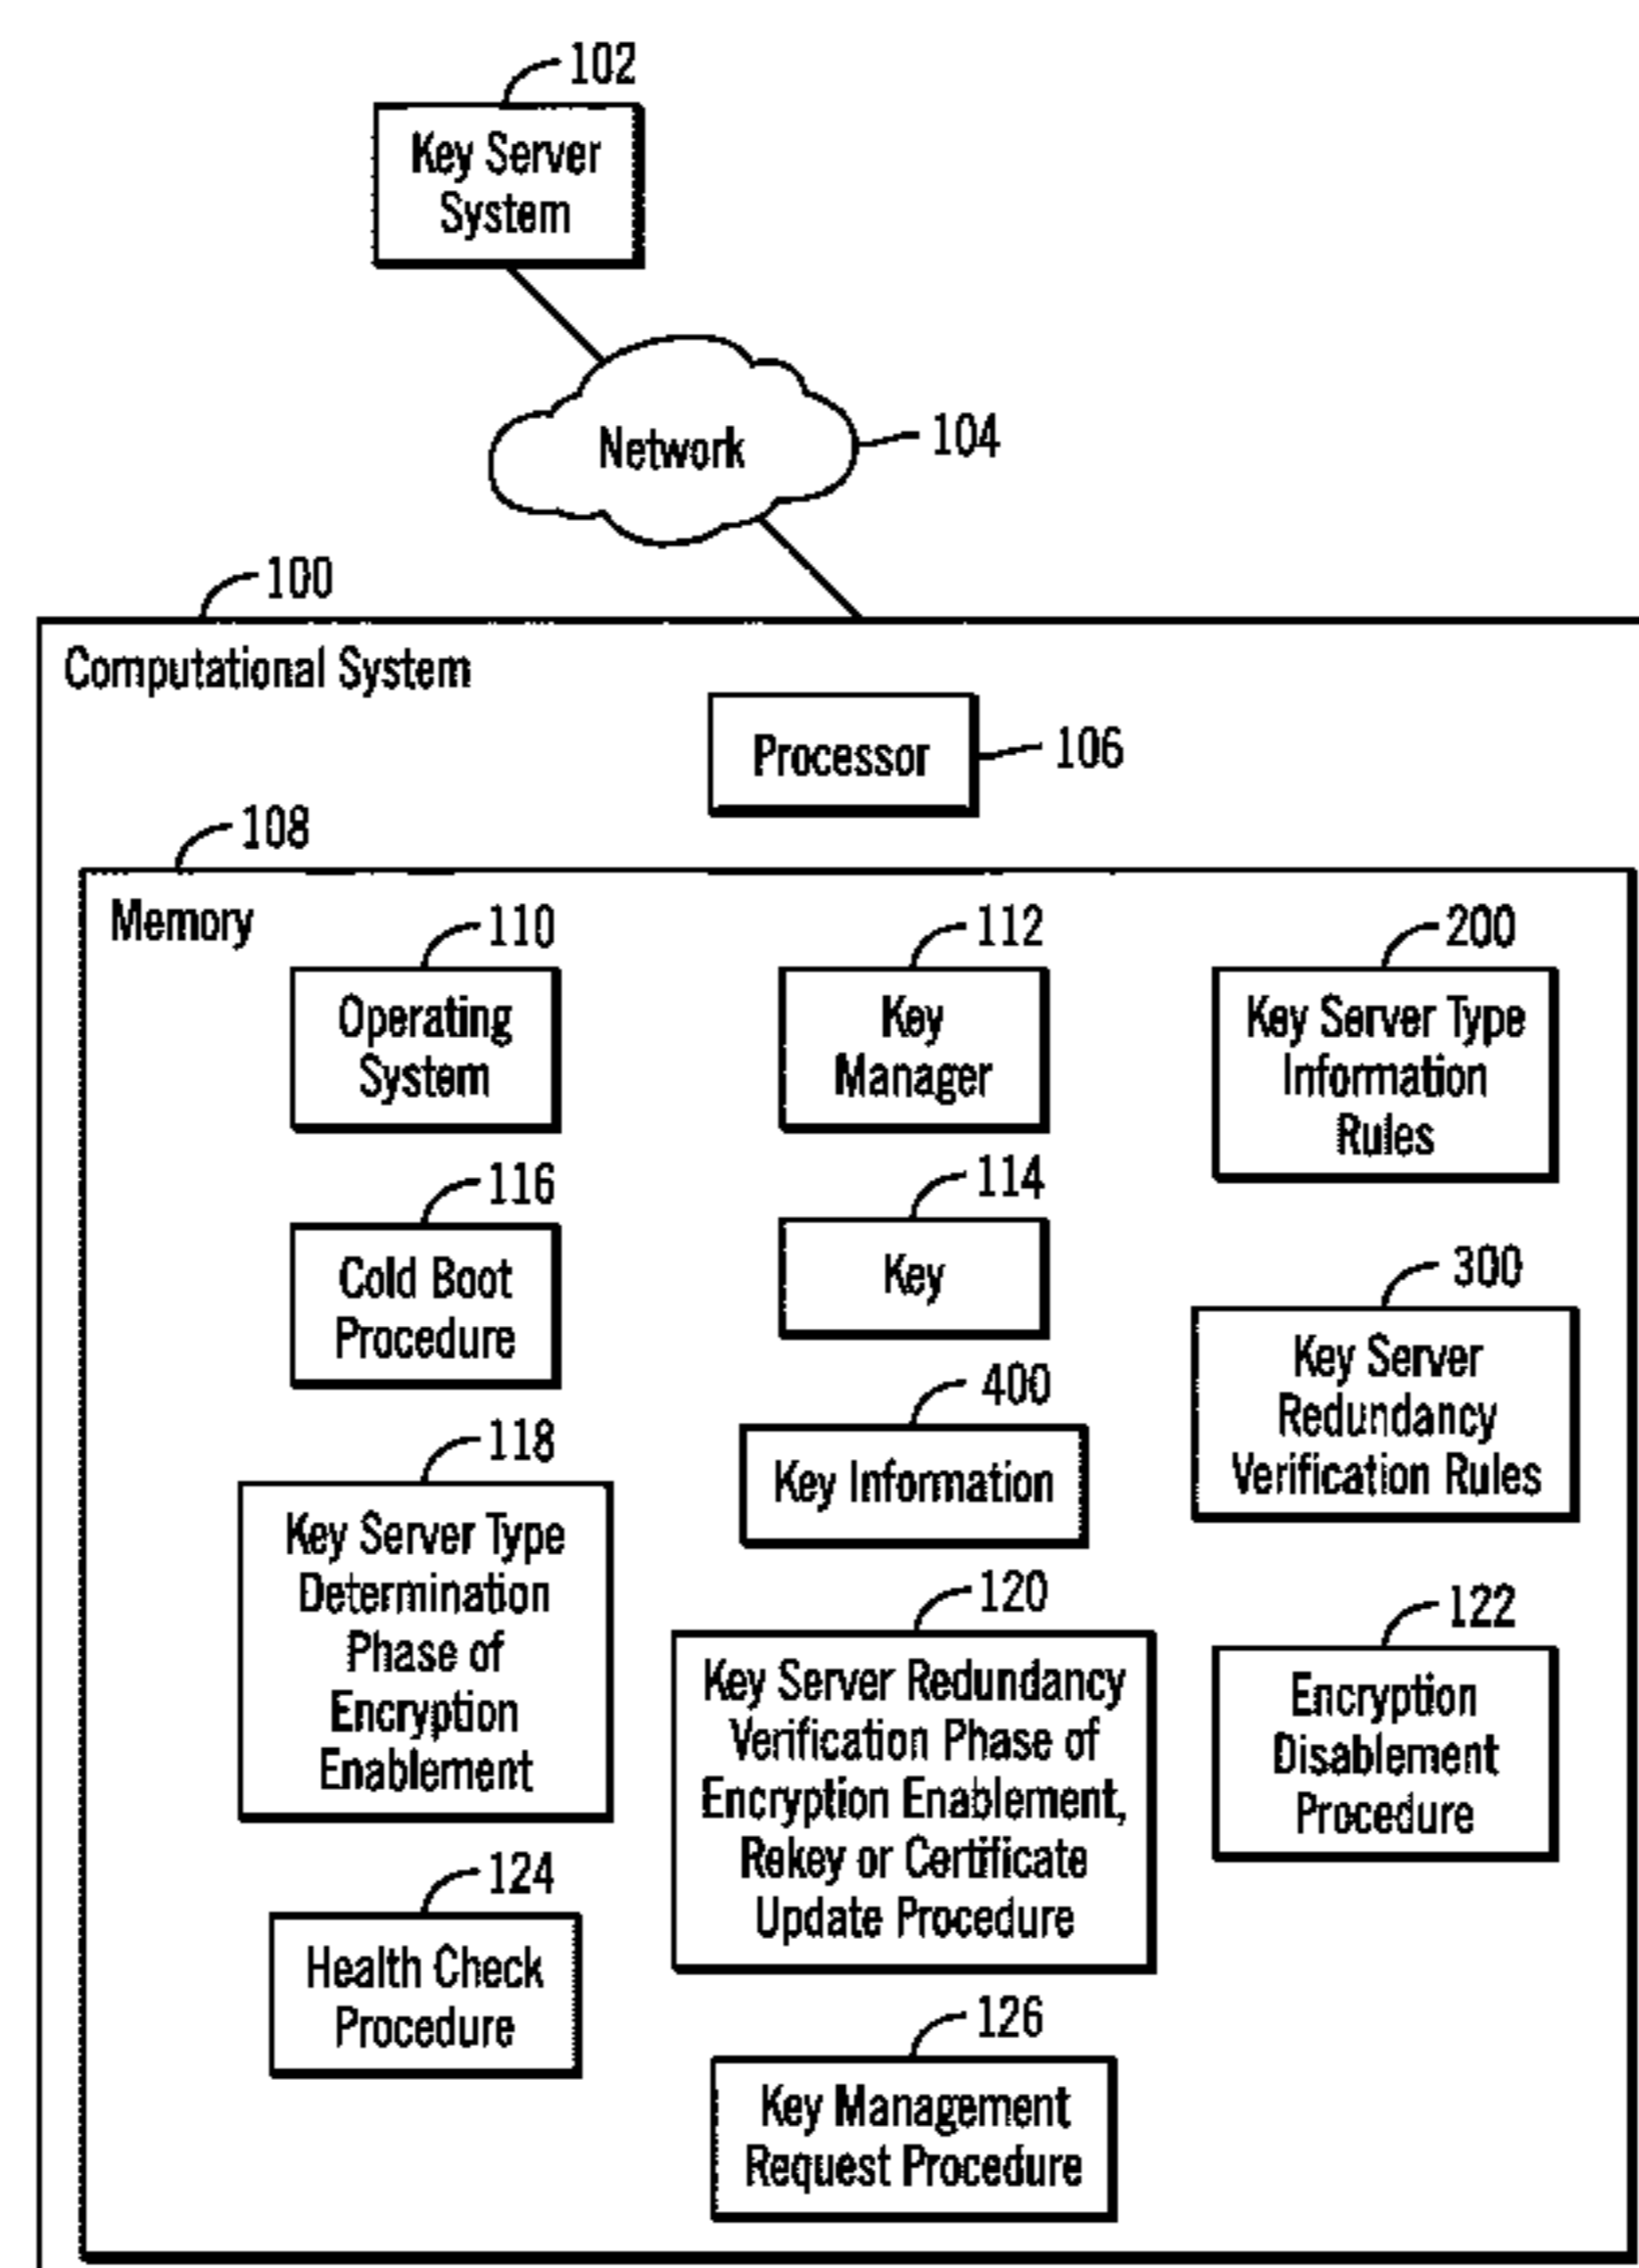 102
Key Server
System
Network
104
100
Computational System
Processor
106
108
Memory
110
Operating
System
112
Key
Manager
200
Key Server Type
Information
Rules
116
Cold Boot
Procedure
114
Key
300
Key Server
Redundancy
Verification Rules
400
Key Information
118
Key Server Type
Determination
Phase of
Encryption
Enablement
120
Key Server Redundancy
Verification Phase of
Encryption Enablement,
Rekey or Certificate
Update Procedure
122
Encryption
Disablement
Procedure
124
Health Check
Procedure
126
Key Management
Request Procedure